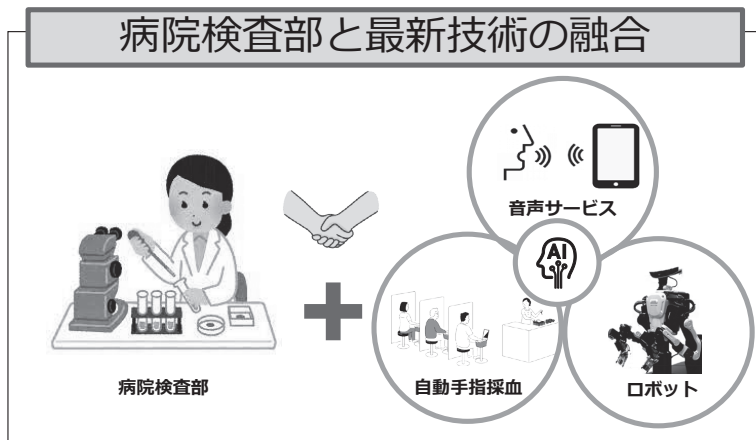 病院検査部と最新技術の融合
音声サービス
AI
病院検査部
自動手指採血
ロボット